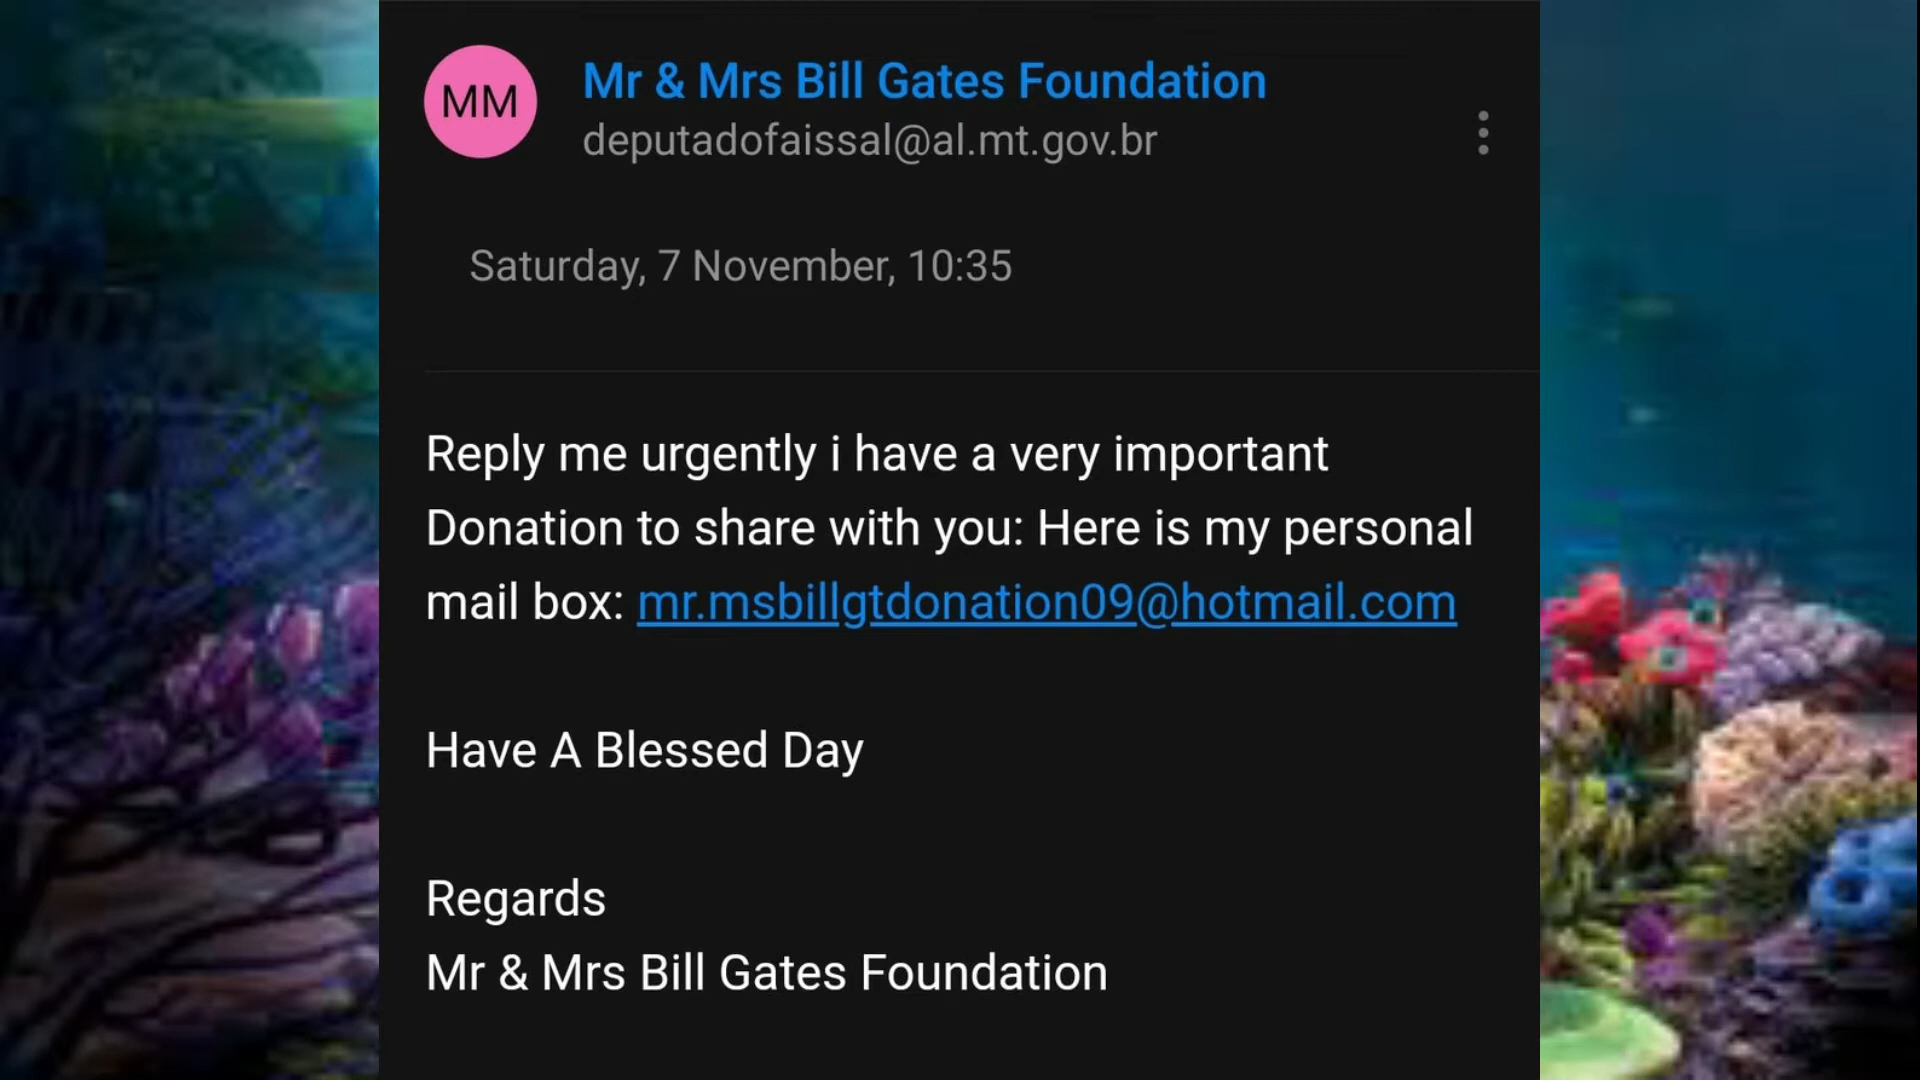 MM
Mr & Mrs Bill Gates Foundation
deputadofaissal@al.mt.gov.br
Saturday, 7 November, 10:35
Reply me urgently i have a very important
Donation to share with you: Here is my personal
mail box: mr.msbillgtdonation09@hotmail.com
Have A Blessed Day
Regards
Mr & Mrs Bill Gates Foundation